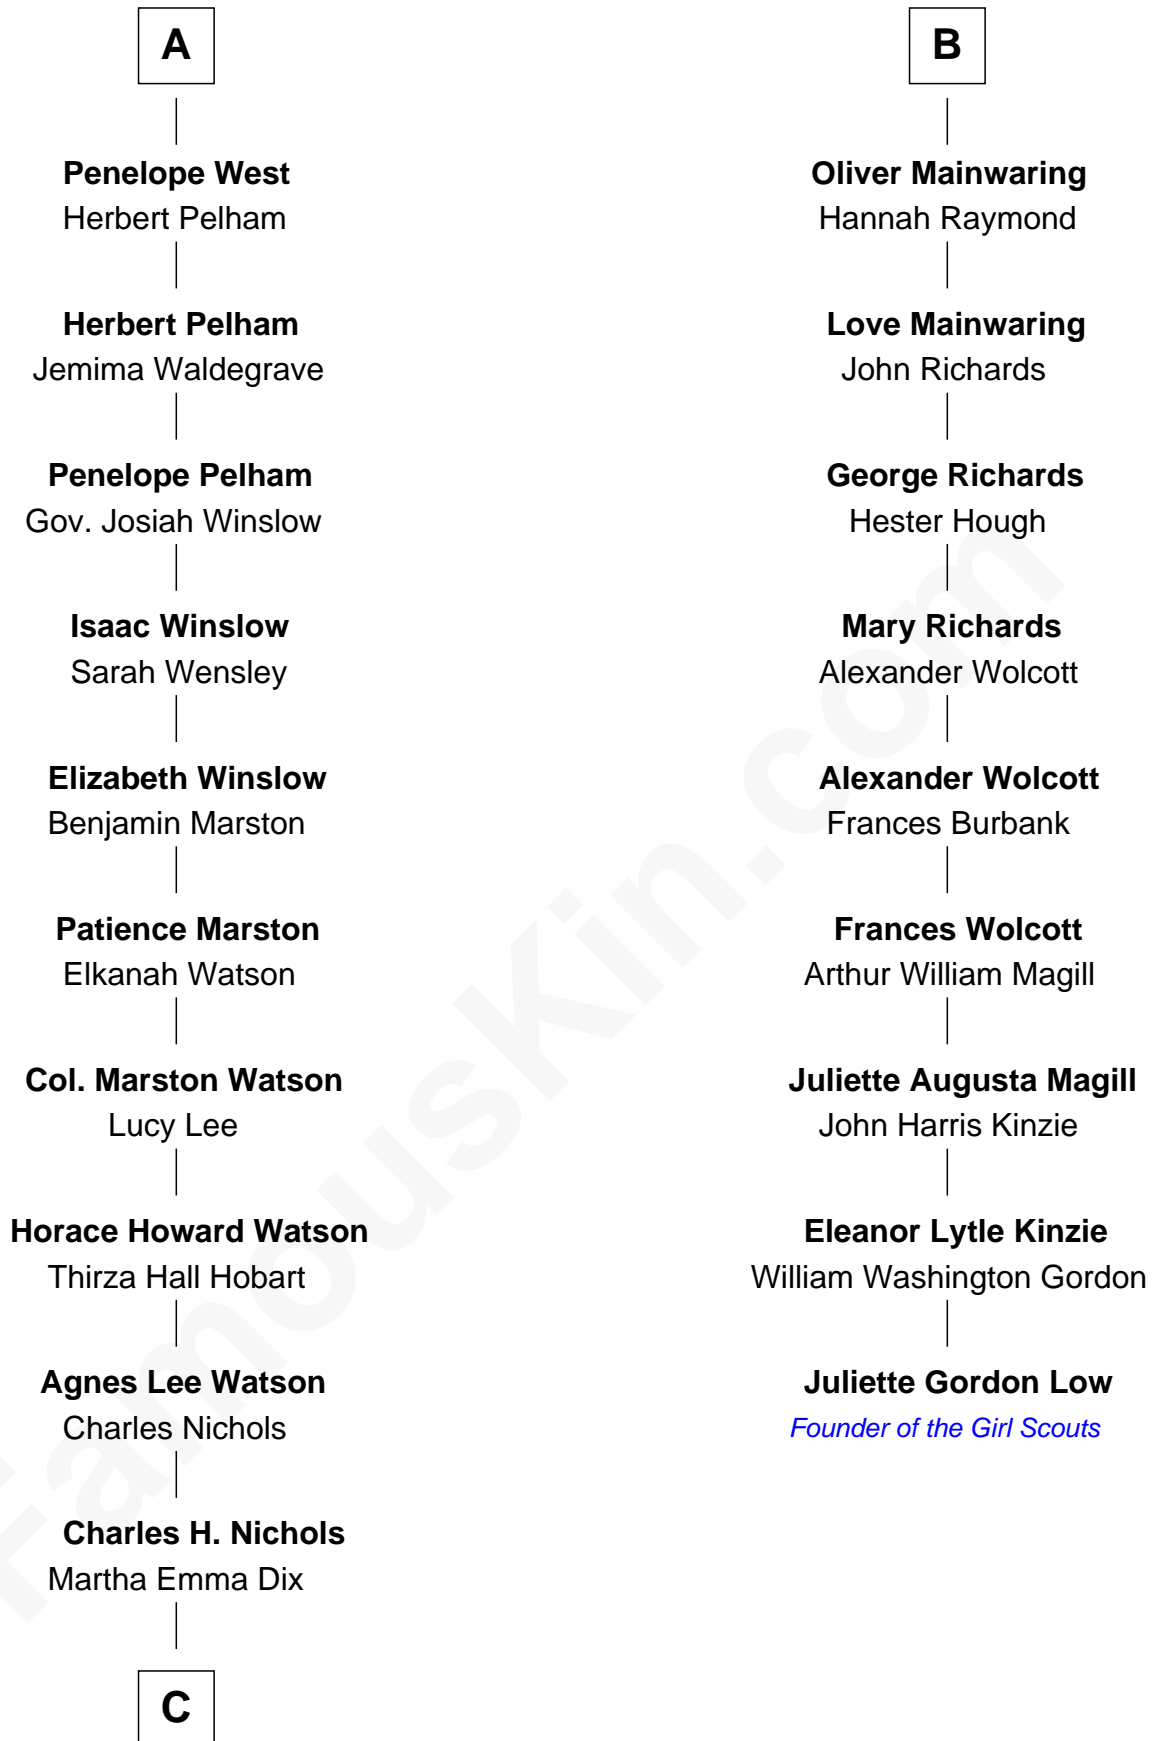 A
Penelope West
Herbert Pelham
Herbert Pelham
Jemima Waldegrave
Penelope Pelham
Gov. Josiah Winslow
Isaac Winslow
Sarah Wensley
Elizabeth Winslow
Benjamin Marston
Patience Marston
Elkanah Watson
Col. Marston Watson
Lucy Lee
Horace Howard Watson
Thirza Hall Hobart
Agnes Lee Watson
Charles Nichols
Charles H. Nichols
Martha Emma Dix
C
B
Oliver Mainwaring
Hannah Raymond
Love Mainwaring
John Richards
George Richards
Hester Hough
Mary Richards
Alexander Wolcott
Alexander Wolcott
Frances Burbank
Frances Wolcott
Arthur William Magill
Juliette Augusta Magill
John Harris Kinzie
Eleanor Lytle Kinzie
William Washington Gordon
Juliette Gordon Low
Founder of the Girl Scouts
FamousKin.com